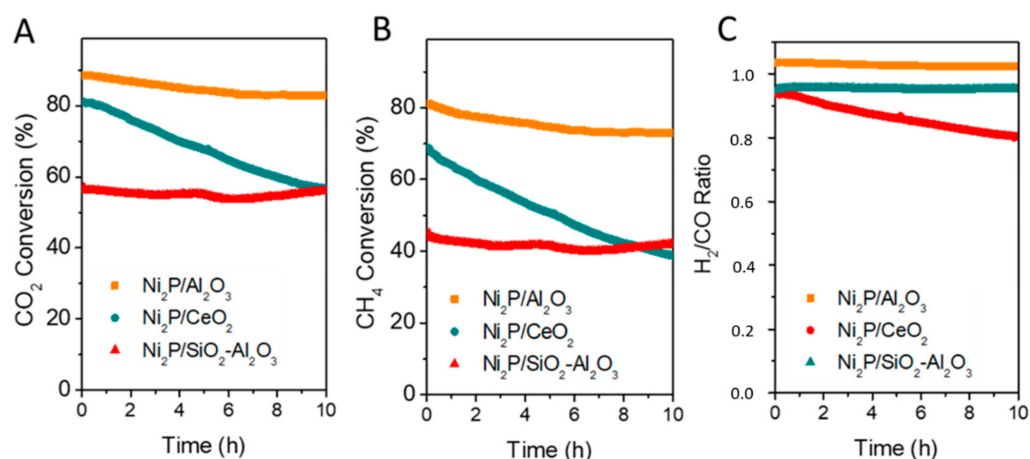 A
CO₂ Conversion (%)
80
60
40
20
0
Ni₂P/Al₂O₃
Ni₂P/CeO₂
Ni₂P/SiO₂-Al₂O₃
0 2 4 6 8 10
Time (h)
B
CH₄ Conversion (%)
80
60
40
20
0
Ni₂P/Al₂O₃
Ni₂P/CeO₂
Ni₂P/SiO₂-Al₂O₃
0 2 4 6 8 10
Time (h)
C
H₂/CO Ratio
1.0
0.8
0.6
0.4
0.2
0.0
Ni₂P/Al₂O₃
Ni₂P/CeO₂
Ni₂P/SiO₂-Al₂O₃
0 2 4 6 8 10
Time (h)